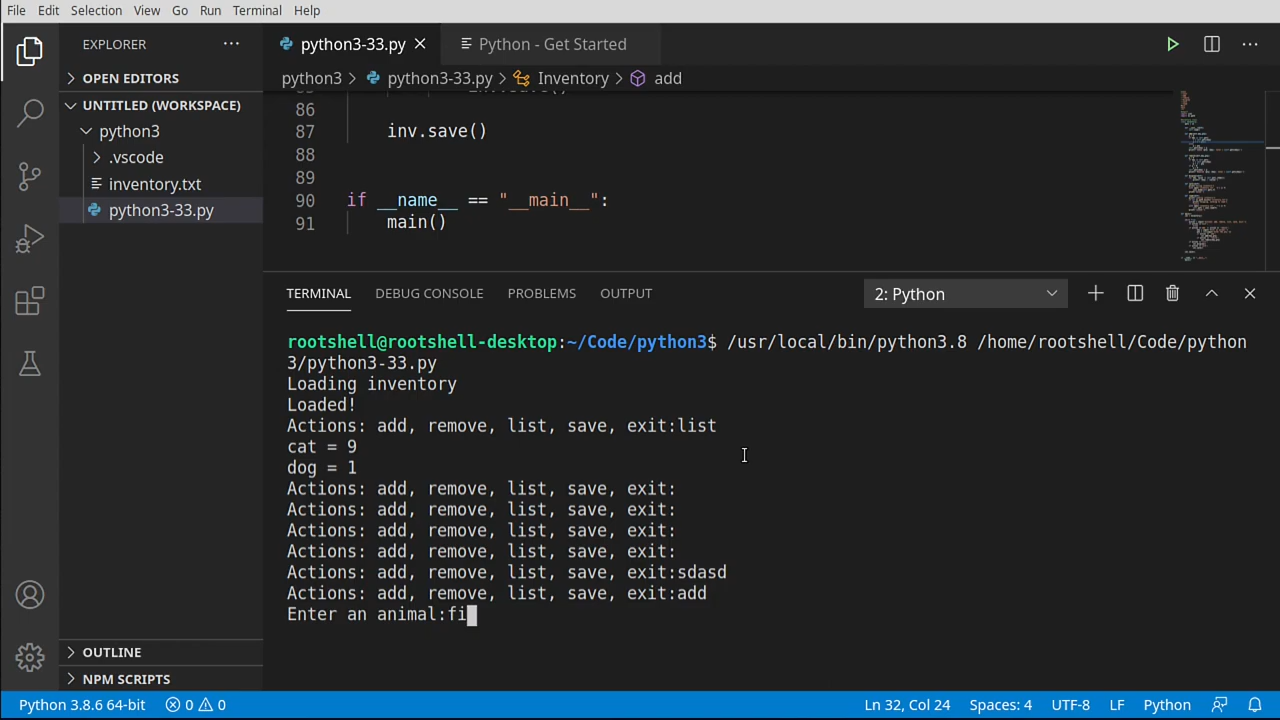 File Edit Selection View Go Run Terminal Help
EXPLORER ...
python3-33.py
Python - Get Started
OPEN EDITORS
python3 > python3-33.py > Inventory > add
UNTITLED (WORKSPACE)
python3
.vscode
inventory.txt
python3-33.py
86
87 inv.save()
88
89
90 if __name__ == "__main__":
91 main()
TERMINAL DEBUG CONSOLE PROBLEMS OUTPUT 2: Python
rootshell@rootshell-desktop:~/Code/python3$ /usr/local/bin/python3.8 /home/rootshell/Code/python
3/python3-33.py
Loading inventory
Loaded!
Actions: add, remove, list, save, exit:list
cat = 9
dog = 1
Actions: add, remove, list, save, exit:
Actions: add, remove, list, save, exit:
Actions: add, remove, list, save, exit:
Actions: add, remove, list, save, exit:
Actions: add, remove, list, save, exit:sdasd
Actions: add, remove, list, save, exit:add
Enter an animal:fi
OUTLINE
NPM SCRIPTS
Python 3.8.6 64-bit 0 0 Ln 32, Col 24 Spaces: 4 UTF-8 LF Python